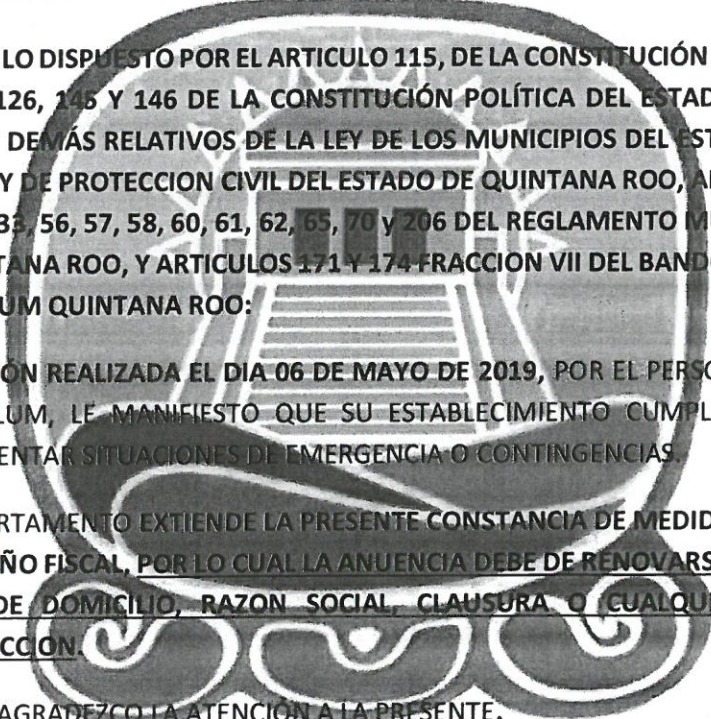 LO DISPUESTO POR EL ARTICULO 115, DE LA CONSTITUCIÓN
126, 145 Y 146 DE LA CONSTITUCIÓN POLÍTICA DEL ESTAD
DEMÁS RELATIVOS DE LA LEY DE LOS MUNICIPIOS DEL EST
Y DE PROTECCION CIVIL DEL ESTADO DE QUINTANA ROO, A
33, 56, 57, 58, 60, 61, 62, 65, 70 y 206 DEL REGLAMENTO M
TANA ROO, Y ARTICULOS 171 Y 174 FRACCION VII DEL BAND
UM QUINTANA ROO:
ÓN REALIZADA EL DIA 06 DE MAYO DE 2019, POR EL PERSO
LUM, LE MANIFIESTO QUE SU ESTABLECIMIENTO CUMPL
ENTAR SITUACIONES DE EMERGENCIA O CONTINGENCIAS.
RTAMENTO EXTIENDE LA PRESENTE CONSTANCIA DE MEDID
ÑO FISCAL, POR LO CUAL LA ANUENCIA DEBE DE RENOVARS
DE DOMICILIO, RAZON SOCIAL, CLAUSURA O CUALQU
CCION.
AGRADEZCO LA ATENCIÓN A LA PRESENTE.